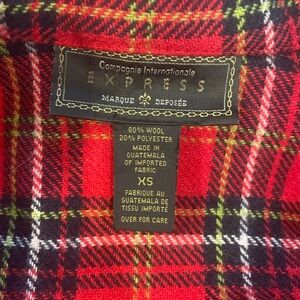 Compagnie Internationale
EXPRESS
MARQUE DEPOSÉE
80% WOOL
20% POLYESTER
MADE IN
GUATEMALA
OF IMPORTED
FABRIC
XS
FABRIQUE AU
GUATEMALA DE
TISSU IMPORTÉ
OVER FOR CARE